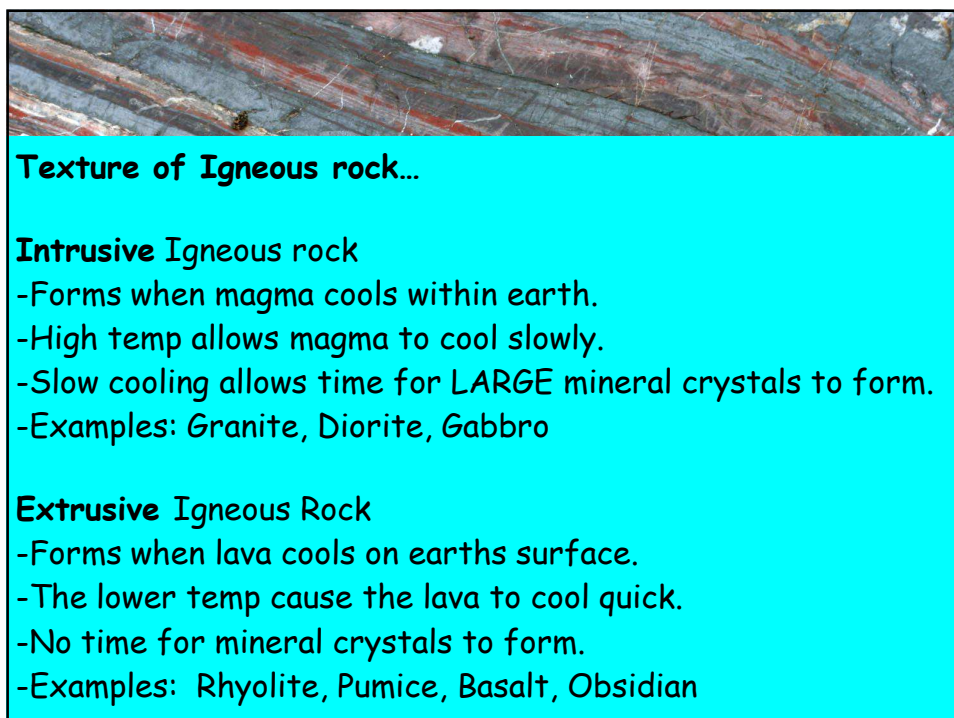 Texture of Igneous rock…
Intrusive Igneous rock
-Forms when magma cools within earth.
-High temp allows magma to cool slowly.
-Slow cooling allows time for LARGE mineral crystals to form.
-Examples: Granite, Diorite, Gabbro
Extrusive Igneous Rock
-Forms when lava cools on earths surface.
-The lower temp cause the lava to cool quick.
-No time for mineral crystals to form.
-Examples:  Rhyolite, Pumice, Basalt, Obsidian